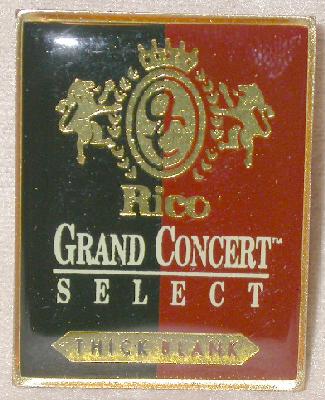 Rico
GRAND CONCERT™
SELECT
THICK BLANK